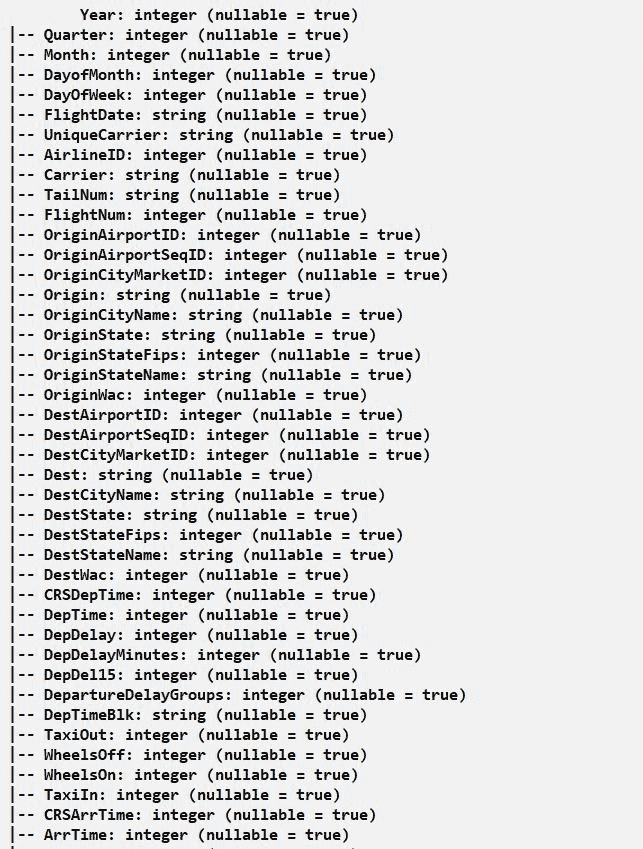 Year: integer (nullable = true)
|-- Quarter: integer (nullable = true)
|-- Month: integer (nullable = true)
|-- DayofMonth: integer (nullable = true)
|-- DayOfWeek: integer (nullable = true)
|-- FlightDate: string (nullable = true)
|-- UniqueCarrier: string (nullable = true)
|-- AirlineID: integer (nullable = true)
|-- Carrier: string (nullable = true)
|-- TailNum: string (nullable = true)
|-- FlightNum: integer (nullable = true)
|-- OriginAirportID: integer (nullable = true)
|-- OriginAirportSeqID: integer (nullable = true)
|-- OriginCityMarketID: integer (nullable = true)
|-- Origin: string (nullable = true)
|-- OriginCityName: string (nullable = true)
|-- OriginState: string (nullable = true)
|-- OriginStateFips: integer (nullable = true)
|-- OriginStateName: string (nullable = true)
|-- OriginWac: integer (nullable = true)
|-- DestAirportID: integer (nullable = true)
|-- DestAirportSeqID: integer (nullable = true)
|-- DestCityMarketID: integer (nullable = true)
|-- Dest: string (nullable = true)
|-- DestCityName: string (nullable = true)
|-- DestState: string (nullable = true)
|-- DestStateFips: integer (nullable = true)
|-- DestStateName: string (nullable = true)
|-- DestWac: integer (nullable = true)
|-- CRSDepTime: integer (nullable = true)
|-- DepTime: integer (nullable = true)
|-- DepDelay: integer (nullable = true)
|-- DepDelayMinutes: integer (nullable = true)
|-- DepDel15: integer (nullable = true)
|-- DepartureDelayGroups: integer (nullable = true)
|-- DepTimeBlk: string (nullable = true)
|-- TaxiOut: integer (nullable = true)
|-- WheelsOff: integer (nullable = true)
|-- WheelsOn: integer (nullable = true)
|-- TaxiIn: integer (nullable = true)
|-- CRSArrTime: integer (nullable = true)
|-- ArrTime: integer (nullable = true)